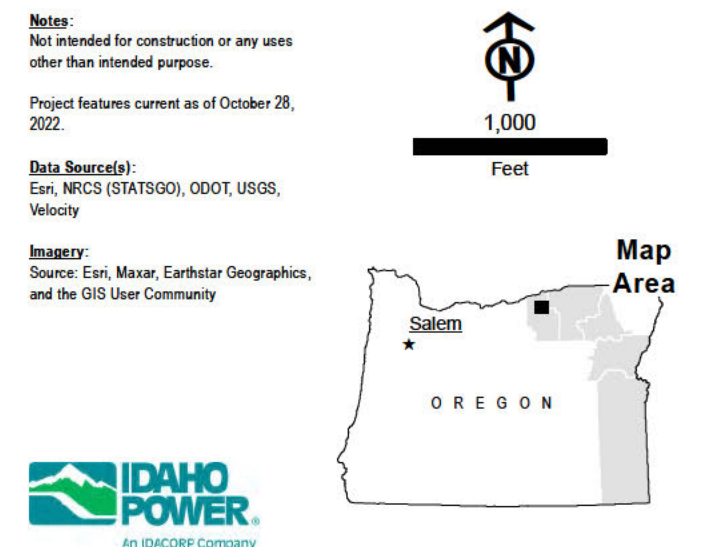 Notes:
Not intended for construction or any uses
other than intended purpose.
Project features current as of October 28,
2022.
Data Source(s):
Esri, NRCS (STATSGO), ODOT, USGS,
Velocity
Imagery:
Source: Esri, Maxar, Earthstar Geographics,
and the GIS User Community
N
1,000
Feet
Map
Area
Salem
OREGON
IDAHO
POWER®
An IDACORP Company